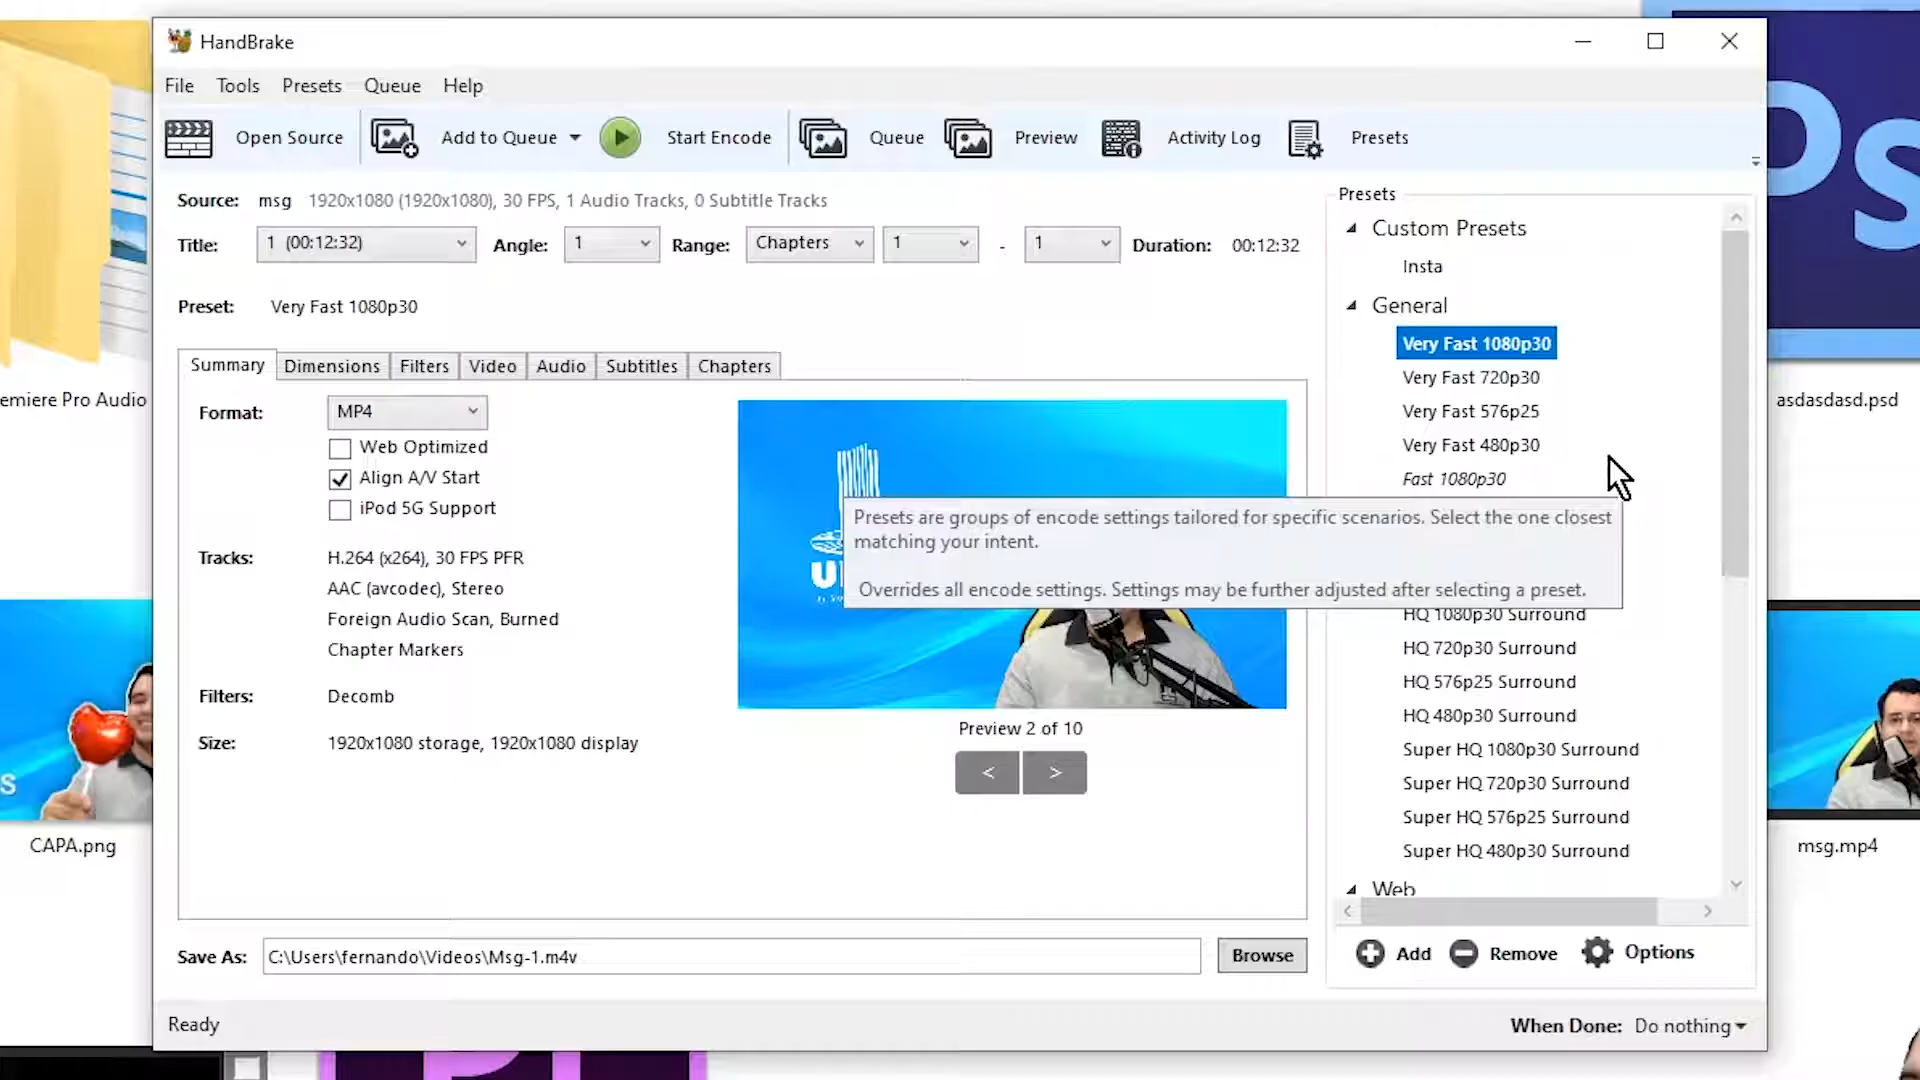 HandBrake
File Tools Presets Queue Help
Open Source Add to Queue Start Encode Queue Preview Activity Log Presets
Source: msg 1920x1080 (1920x1080), 30 FPS, 1 Audio Tracks, 0 Subtitle Tracks
Title: 1 (00:12:32) Angle: 1 Range: Chapters 1 - 1 Duration: 00:12:32
Preset: Very Fast 1080p30
Summary Dimensions Filters Video Audio Subtitles Chapters
Format: MP4
Web Optimized
Align A/V Start
iPod 5G Support
Tracks: H.264 (x264), 30 FPS PFR
AAC (avcodec), Stereo
Foreign Audio Scan, Burned
Chapter Markers
Filters: Decomb
Size: 1920x1080 storage, 1920x1080 display
Presets are groups of encode settings tailored for specific scenarios. Select the one closest
matching your intent.
Overrides all encode settings. Settings may be further adjusted after selecting a preset.
Preview 2 of 10
< >
Presets
Custom Presets
Insta
General
Very Fast 1080p30
Very Fast 720p30
Very Fast 576p25
Very Fast 480p30
Fast 1080p30
HQ 1080p30 Surround
HQ 720p30 Surround
HQ 576p25 Surround
HQ 480p30 Surround
Super HQ 1080p30 Surround
Super HQ 720p30 Surround
Super HQ 576p25 Surround
Super HQ 480p30 Surround
Web
Add Remove Options
Save As: C:\Users\fernando\Videos\Msg-1.m4v Browse
Ready When Done: Do nothing
emiere Pro Audio
CAPA.png
Ps
asdasdasd.psd
msg.mp4